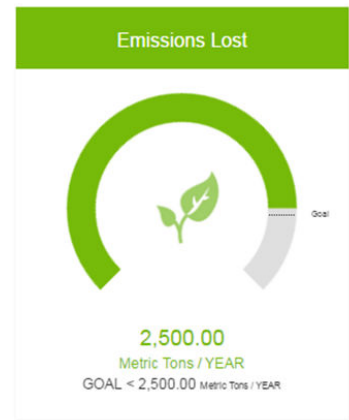 Emissions Lost
Goal
2,500.00
Metric Tons / YEAR
GOAL < 2,500.00 Metric Tons / YEAR